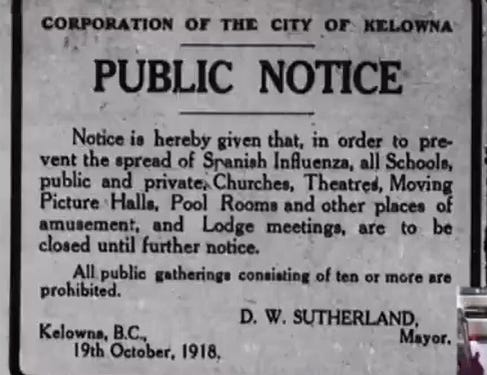 CORPORATION OF THE CITY OF KELOWNA
PUBLIC NOTICE
Notice is hereby given that, in order to pre-
vent the spread of Spanish Influenza, all Schools,
public and private, Churches, Theatres, Moving
Picture Halls, Pool Rooms and other places of
amusement, and Lodge meetings, are to be
closed until further notice.
All public gatherings consisting of ten or more are
prohibited.
D. W. SUTHERLAND,
Mayor.
Kelowna, B.C.,
19th October, 1918.